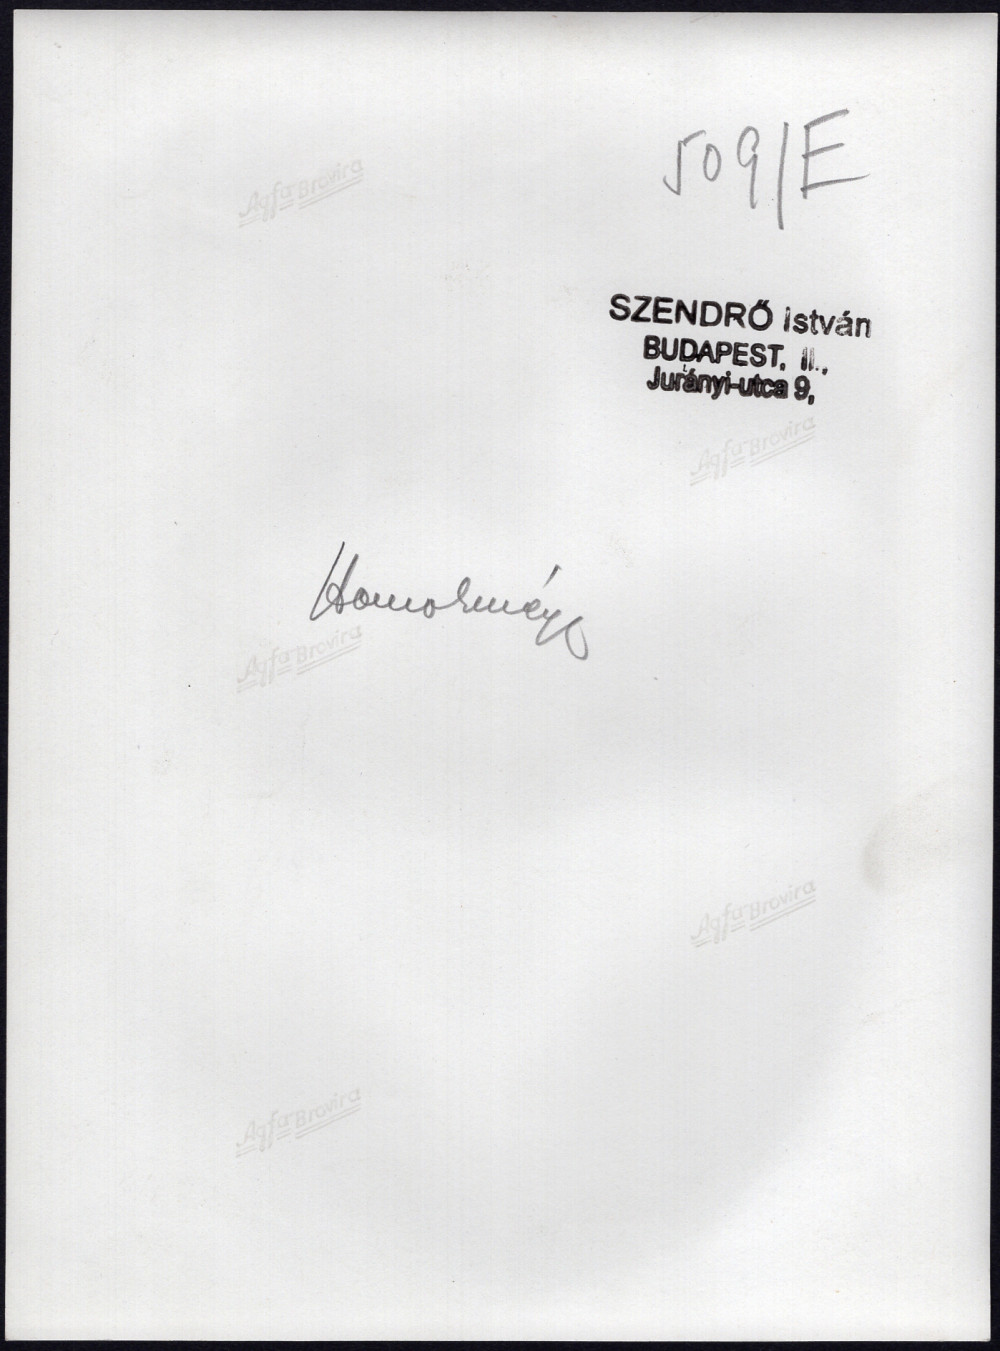 Agfa Brovira
509/E
SZENDRŐ István
BUDAPEST, II.,
Jurányi-utca 9,
Agfa Brovira
Agfa Brovira
Agfa Brovira
Agfa Brovira